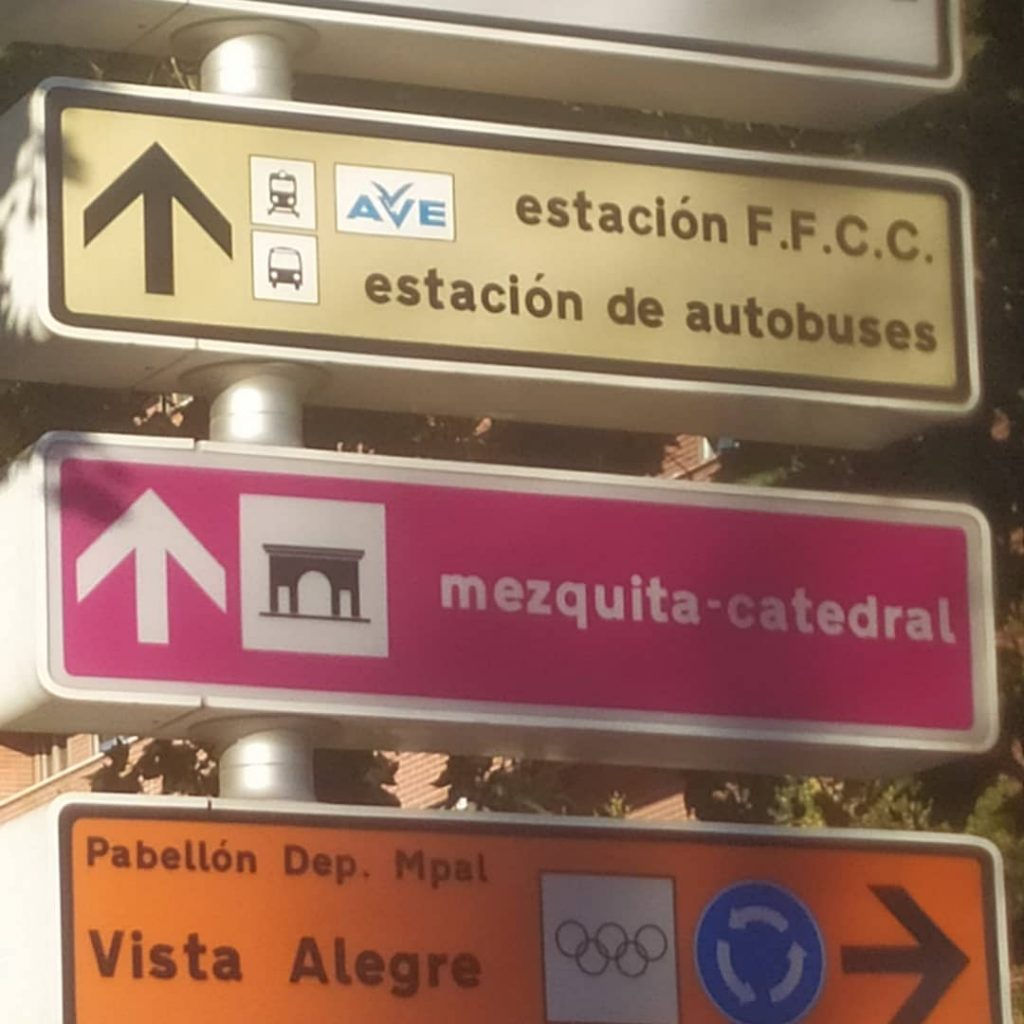 AVE estación F.F.C.C.
estación de autobuses
mezquita-catedral
Pabellón Dep. Mpal
Vista Alegre